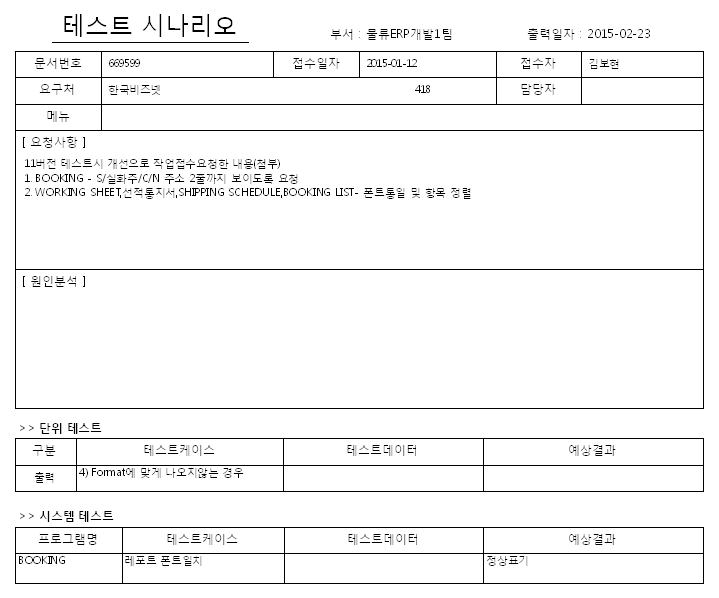 테스트 시나리오
부서 : 물류ERP개발1팀
출력일자 : 2015-02-23
문서번호 669599 접수일자 2015-01-12 접수자 김보현
요구처 한국비즈넷 418 담당자
메뉴
[ 요청사항 ]
11버전 테스트시 개선으로 작업접수요청한 내용(첨부)
1. BOOKING - S/실화주/C/N 주소 2줄까지 보이도록 요청
2. WORKING SHEET,선적통지서,SHIPPING SCHEDULE,BOOKING LIST- 폰트통일 및 항목 정렬
[ 원인분석 ]
>> 단위 테스트
구분 테스트케이스 테스트데이터 예상결과
출력 4) Format에 맞게 나오지않는 경우
>> 시스템 테스트
프로그램명 테스트케이스 테스트데이터 예상결과
BOOKING 레포트 폰트일치 정상표기